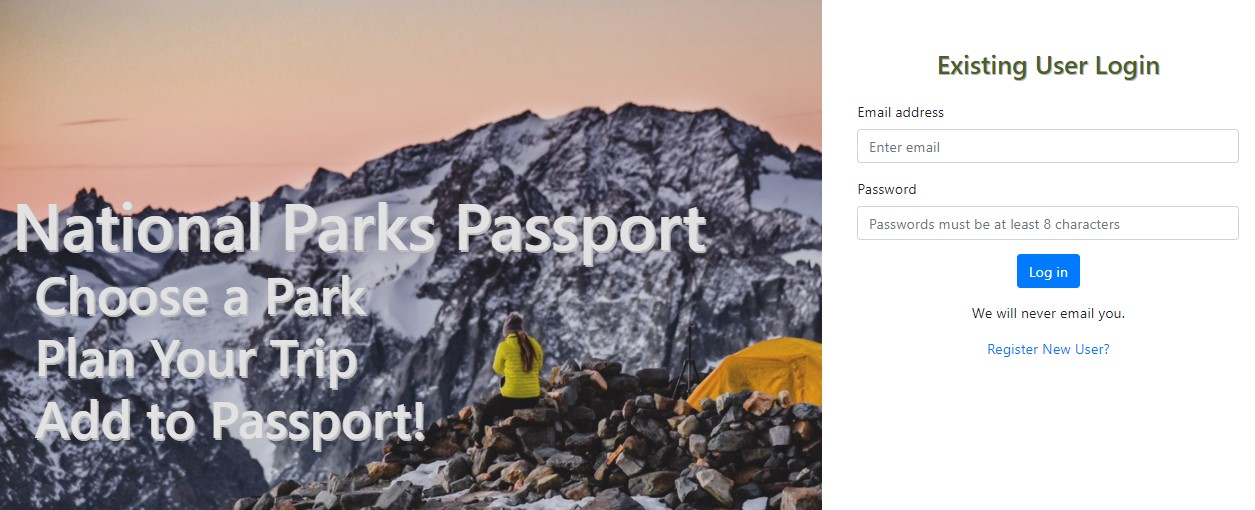 National Parks Passport
Choose a Park
Plan Your Trip
Add to Passport!
Existing User Login
Email address
Enter email
Password
Passwords must be at least 8 characters
Log in
We will never email you.
Register New User?